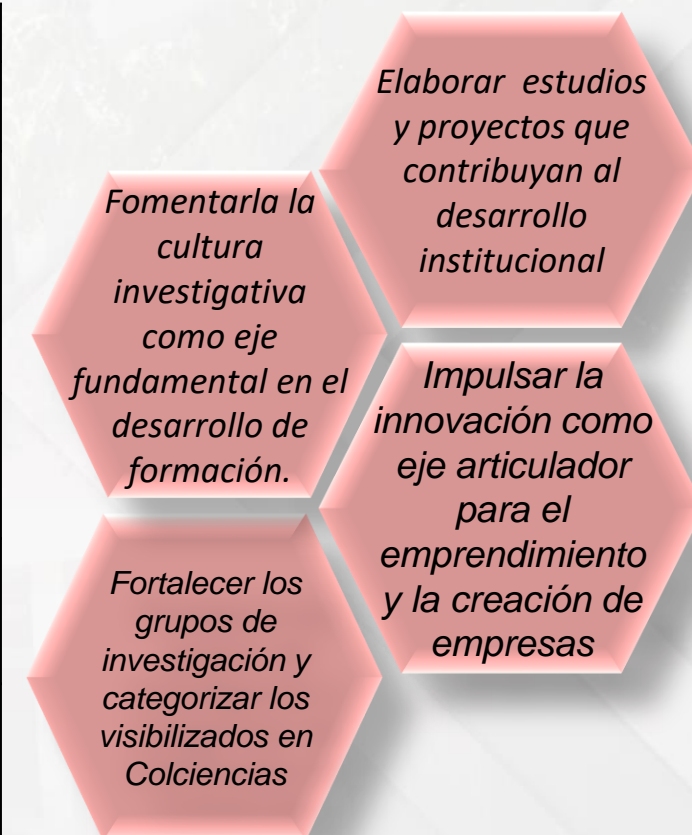 Elaborar estudios
y proyectos que
contribuyan al
desarrollo
institucional
Fomentarla la
cultura
investigativa
como eje
fundamental en el
desarrollo de
formación.
Impulsar la
innovación como
eje articulador
para el
emprendimiento
y la creación de
empresas
Fortalecer los
grupos de
investigación y
categorizar los
visibilizados en
Colciencias